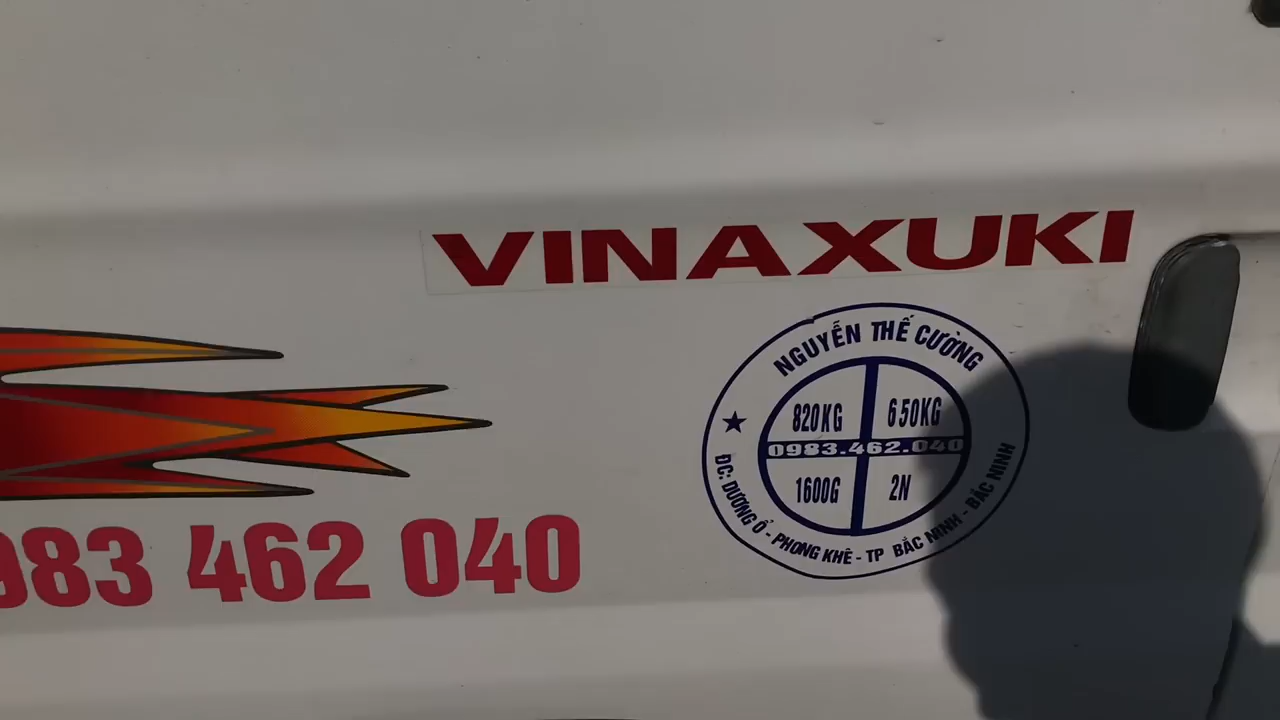 VINAXUKI
NGUYỄN THẾ CƯỜNG
820KG
650KG
0983.462.040
1600G
2N
ĐC: DƯƠNG Ổ - PHONG KHÊ - TP BẮC NINH - BẮC NINH
983 462 040